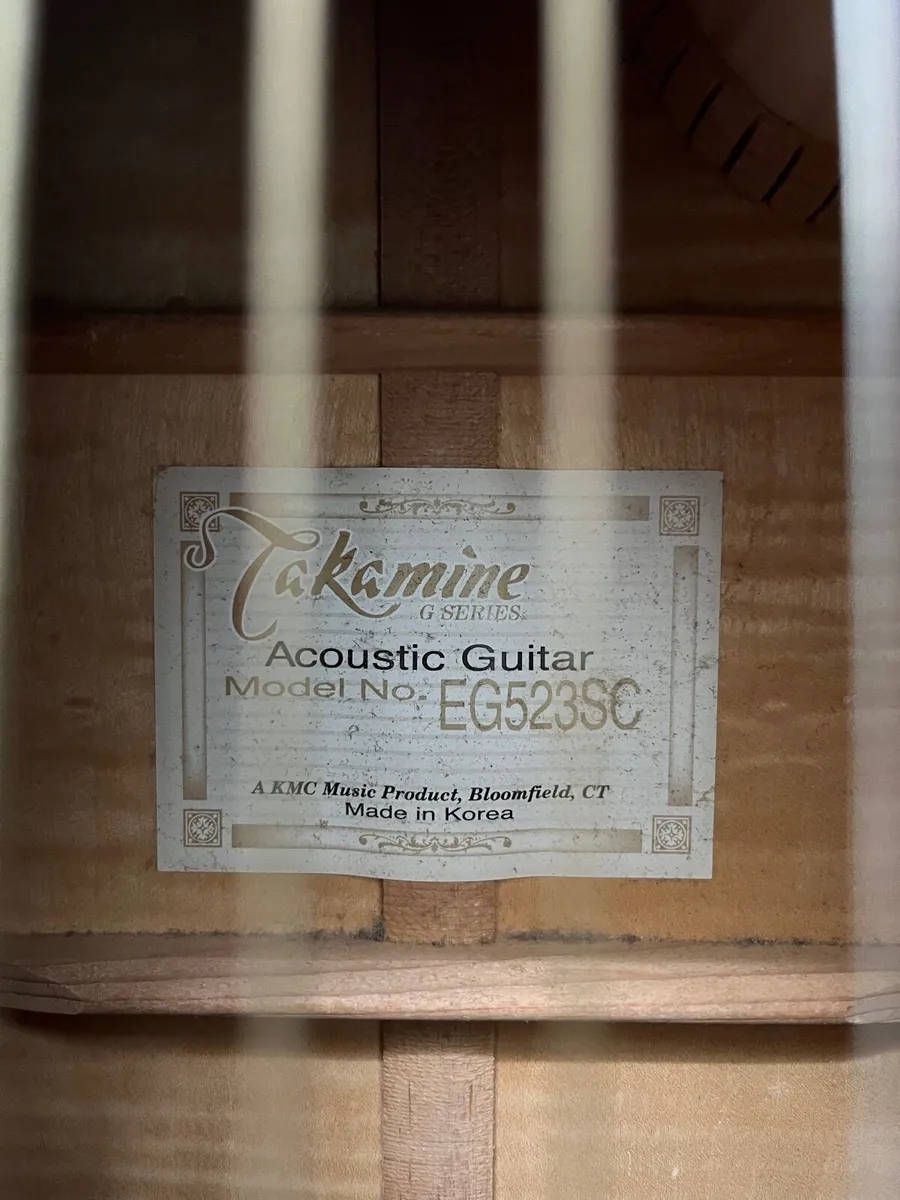 Takamine
G SERIES
Acoustic Guitar
Model No. EG523SC
A KMC Music Product, Bloomfield, CT
Made in Korea